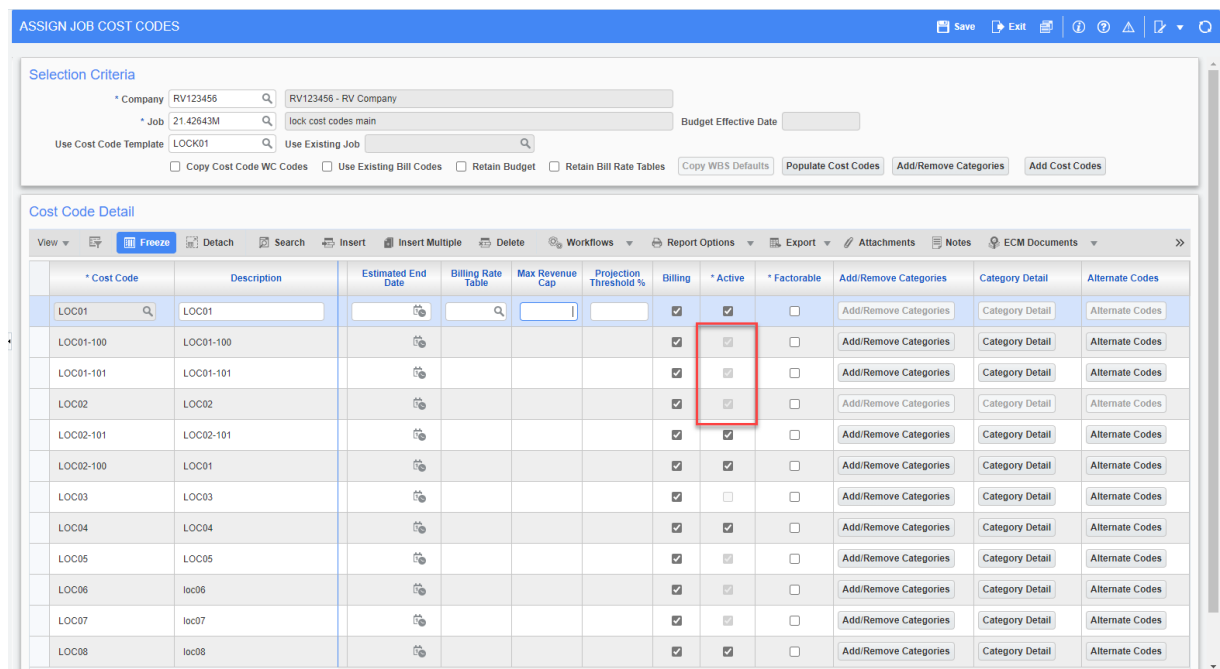 ASSIGN JOB COST CODES Save Exit
Selection Criteria
* Company RV123456 RV123456 - RV Company
* Job 21.42643M lock cost codes main Budget Effective Date
Use Cost Code Template LOCK01 Use Existing Job
Copy Cost Code WC Codes Use Existing Bill Codes Retain Budget Retain Bill Rate Tables Copy WBS Defaults Populate Cost Codes Add/Remove Categories Add Cost Codes
Cost Code Detail
View Freeze Detach Search Insert Insert Multiple Delete Workflows Report Options Export Attachments Notes ECM Documents »
* Cost Code Description Estimated End Date Billing Rate Table Max Revenue Cap Projection Threshold % Billing * Active * Factorable Add/Remove Categories Category Detail Alternate Codes
LOC01 LOC01 Add/Remove Categories Category Detail Alternate Codes
LOC01-100 LOC01-100 Add/Remove Categories Category Detail Alternate Codes
LOC01-101 LOC01-101 Add/Remove Categories Category Detail Alternate Codes
LOC02 LOC02 Add/Remove Categories Category Detail Alternate Codes
LOC02-101 LOC02-101 Add/Remove Categories Category Detail Alternate Codes
LOC02-100 LOC01 Add/Remove Categories Category Detail Alternate Codes
LOC03 LOC03 Add/Remove Categories Category Detail Alternate Codes
LOC04 LOC04 Add/Remove Categories Category Detail Alternate Codes
LOC05 LOC05 Add/Remove Categories Category Detail Alternate Codes
LOC06 loc06 Add/Remove Categories Category Detail Alternate Codes
LOC07 loc07 Add/Remove Categories Category Detail Alternate Codes
LOC08 loc08 Add/Remove Categories Category Detail Alternate Codes